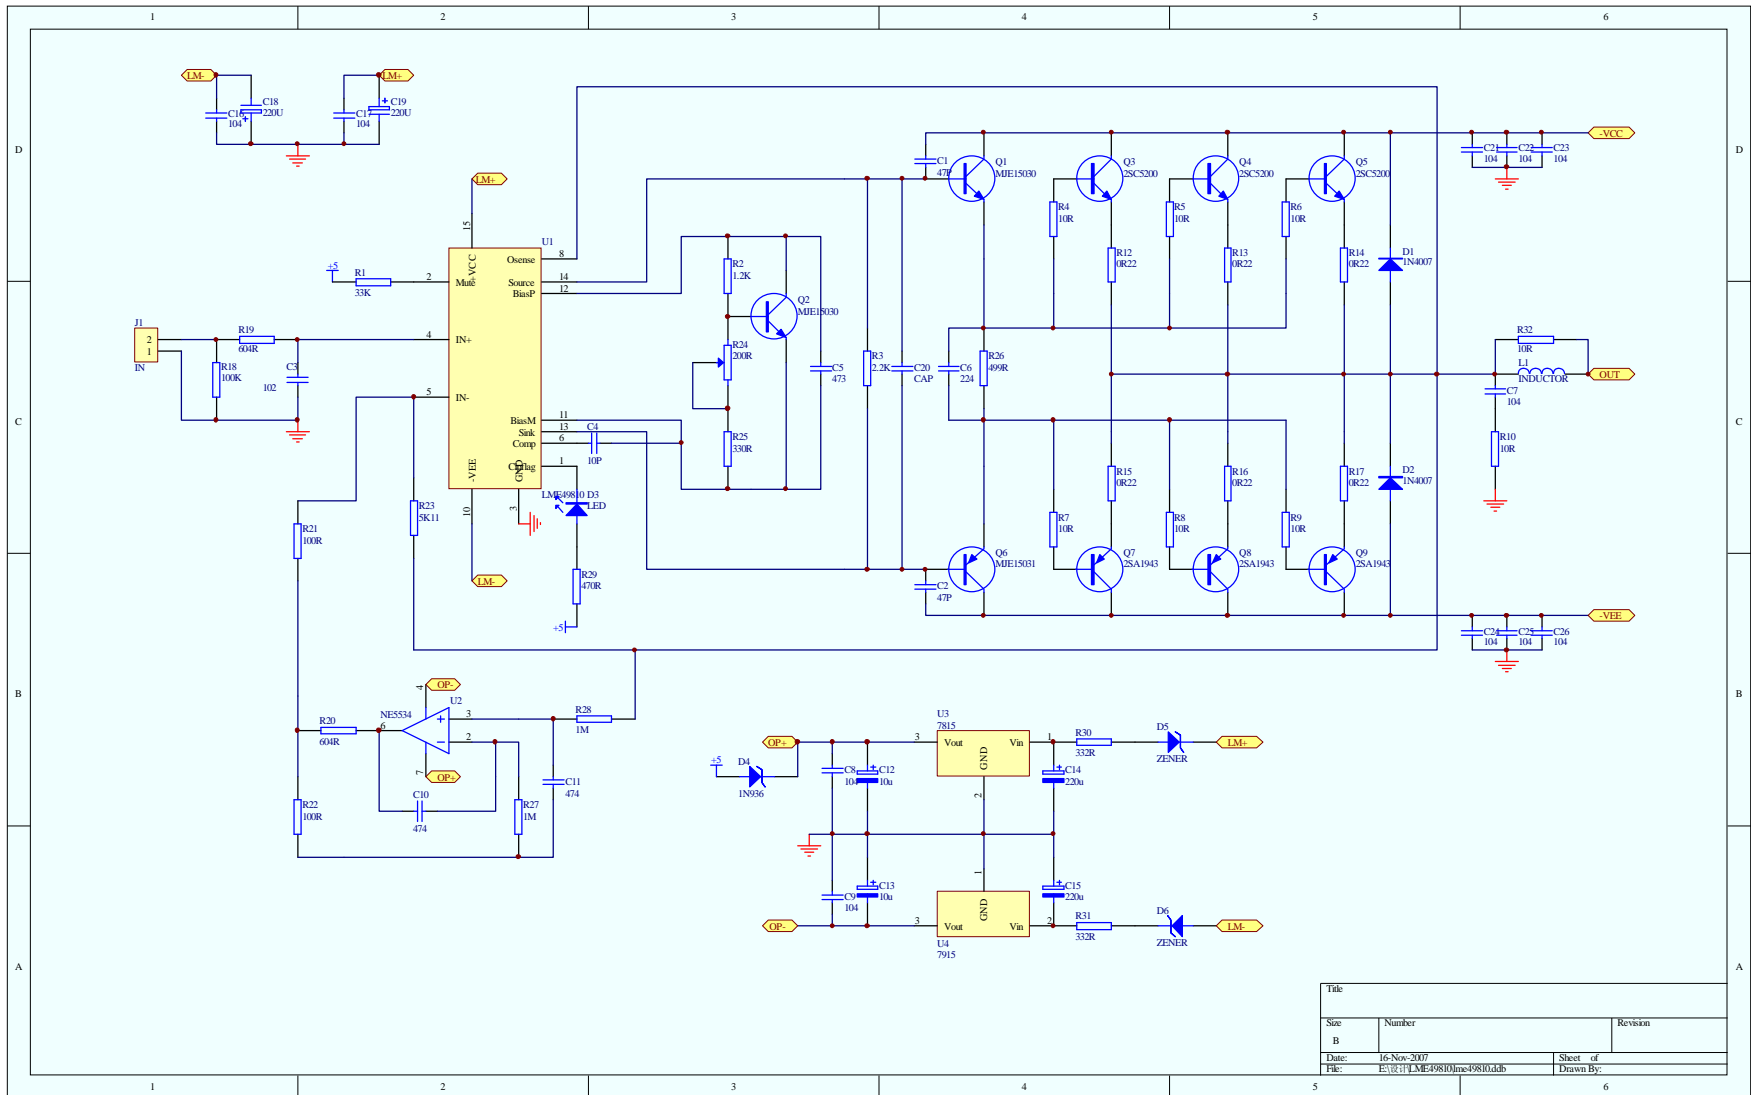 1 2 3 4 5 6
D
D
C
C
B
B
A
A
1 2 3 4 5 6
LM-
C16
104
C18
220U
LM+
C17
104
C19
220U
LM+
15
U1
+VCC
Osense
8
Mute
2
Source
14
BiasP
12
IN+
4
IN-
5
BiasM
11
Sink
13
Comp
6
Clpflag
1
-VEE
10
GND
3
LME49810
LM-
+5
R1
33K
J1
2
1
IN
R19
604R
R18
100K
C3
102
R21
100R
R23
5K11
C4
10P
D3
LED
R29
470R
+5
R2
1.2K
Q2
MJE15030
R24
200R
R25
330R
C5
473
R3
2.2K
C20
CAP
C6
224
R26
499R
C1
47P
Q1
MJE15030
Q3
2SC5200
Q4
2SC5200
Q5
2SC5200
R4
10R
R5
10R
R6
10R
R12
0R22
R13
0R22
R14
0R22
D1
1N4007
-VCC
C21
104
C22
104
C23
104
R32
10R
L1
INDUCTOR
OUT
C7
104
R10
10R
R15
0R22
R16
0R22
R17
0R22
D2
1N4007
R7
10R
R8
10R
R9
10R
Q6
MJE15031
Q7
2SA1943
Q8
2SA1943
Q9
2SA1943
C2
47P
-VEE
C24
104
C25
104
C26
104
OP-
4
U2
NE5534
6
3
2
7
OP+
R20
604R
R28
1M
C10
474
R27
1M
C11
474
R22
100R
U3
7815
OP+
3
Vout
Vin
1
GND
2
R30
332R
D5
ZENER
LM+
+5
D4
1N936
C8
104
C12
10u
C14
220u
C9
104
C13
10u
C15
220u
1
GND
OP-
3
Vout
Vin
2
U4
7915
R31
332R
D6
ZENER
LM-
Title
Size
Number
Revision
B
Date:
16-Nov-2007
Sheet of
File:
E:\设计\LME49810\lme49810.ddb
Drawn By: